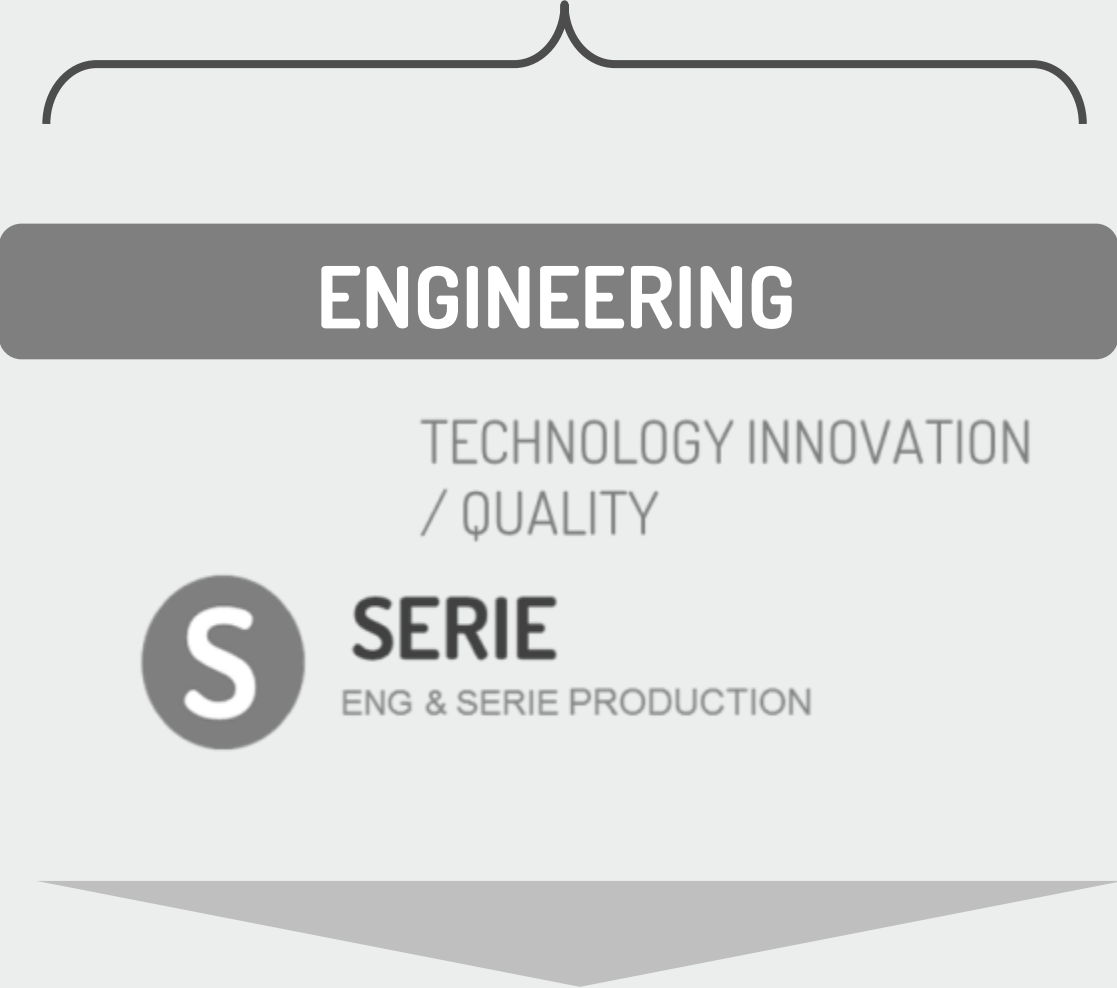 ENGINEERING
TECHNOLOGY INNOVATION
/ QUALITY
S
SERIE
ENG & SERIE PRODUCTION